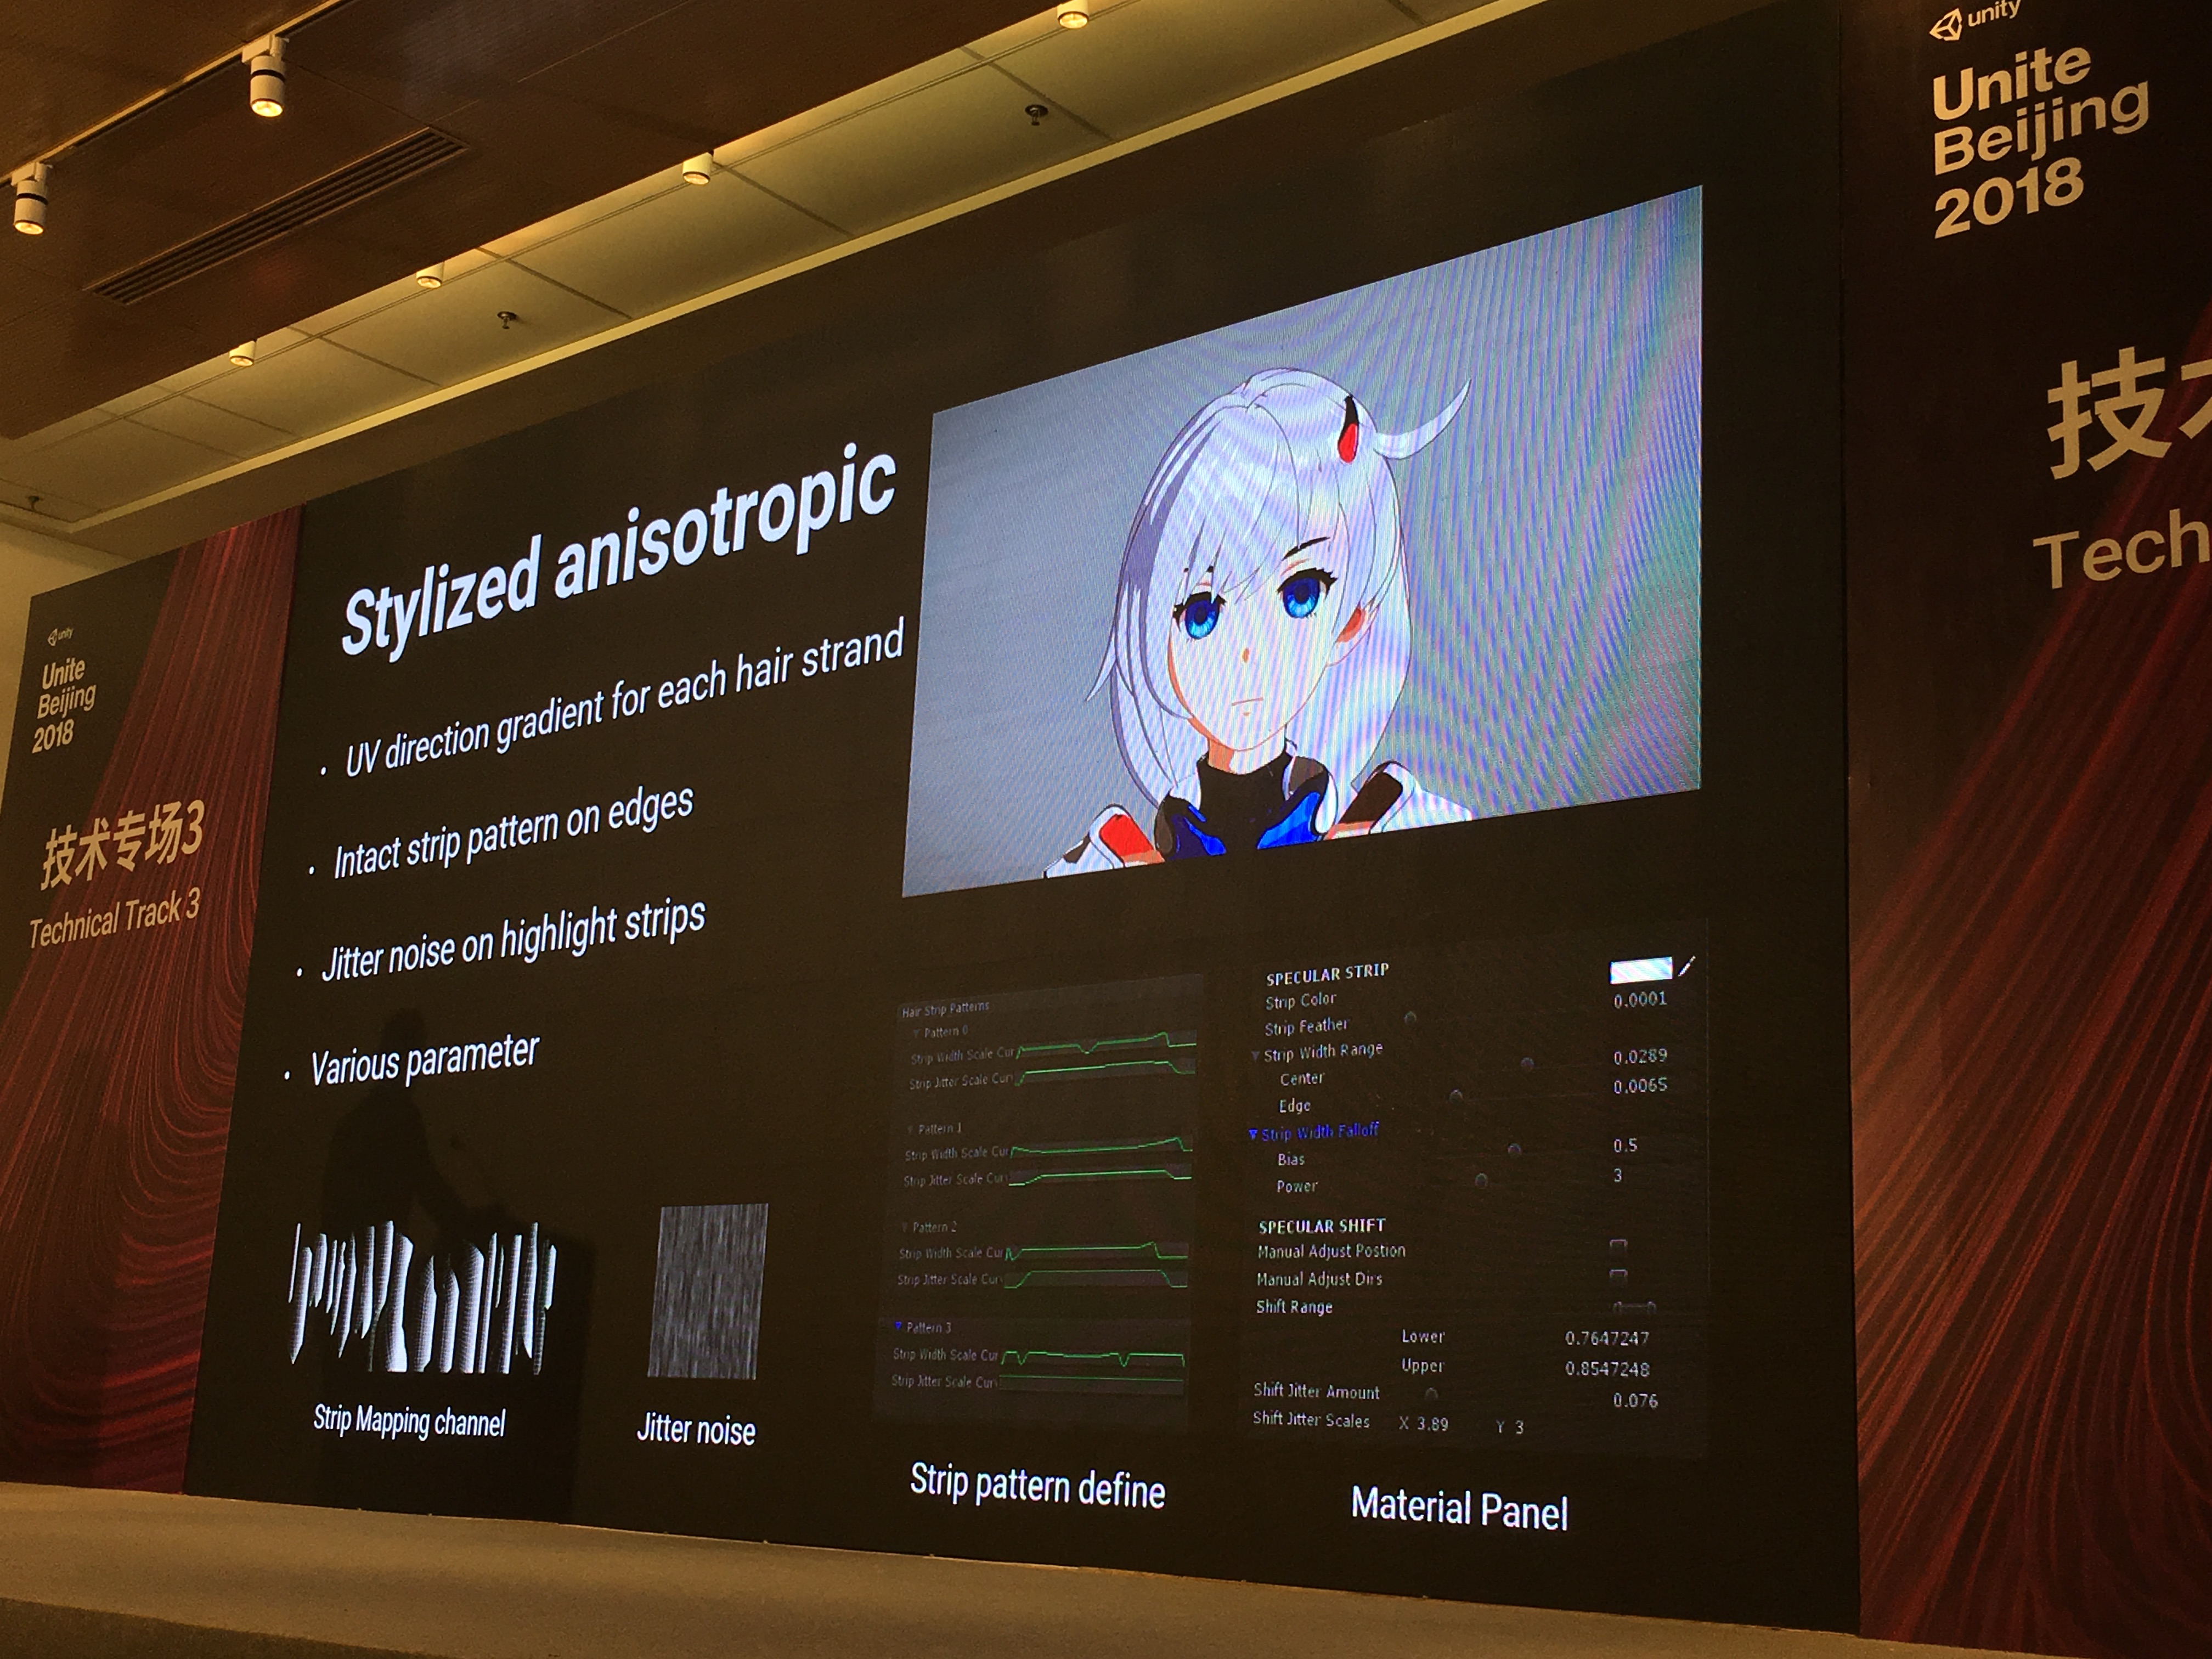 unity
Unite
Beijing
2018
技术专场3
Technical Track 3
Stylized anisotropic
• UV direction gradient for each hair strand
• Intact strip pattern on edges
• Jitter noise on highlight strips
• Various parameter
Strip Mapping channel
Jitter noise
Hair Strip Patterns
Pattern 0
Strip Width Scale Cur
Strip Jitter Scale Cur
Pattern 1
Strip Width Scale Cur
Strip Jitter Scale Cur
Pattern 2
Strip Width Scale Cur
Strip Jitter Scale Cur
Pattern 3
Strip Width Scale Cur
Strip Jitter Scale Cur
Strip pattern define
SPECULAR STRIP
Strip Color
Strip Feather 0.0001
Strip Width Range
Center 0.0289
Edge 0.0065
Strip Width Falloff
Bias 0.5
Power 3
SPECULAR SHIFT
Manual Adjust Postion
Manual Adjust Dirs
Shift Range
Lower 0.7647247
Upper 0.8547248
Shift Jitter Amount 0.076
Shift Jitter Scales X 3.89 Y 3
Material Panel
unity
Unite
Beijing
2018
技
Tech